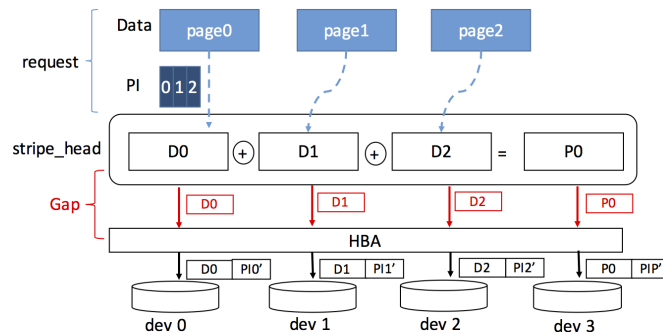 Data page0 page1 page2
request
PI 0 1 2
stripe_head D0 + D1 + D2 = P0
Gap D0 D1 D2 P0
HBA
D0 PI0’ D1 PI1’ D2 PI2’ P0 PIP’
dev 0 dev 1 dev 2 dev 3